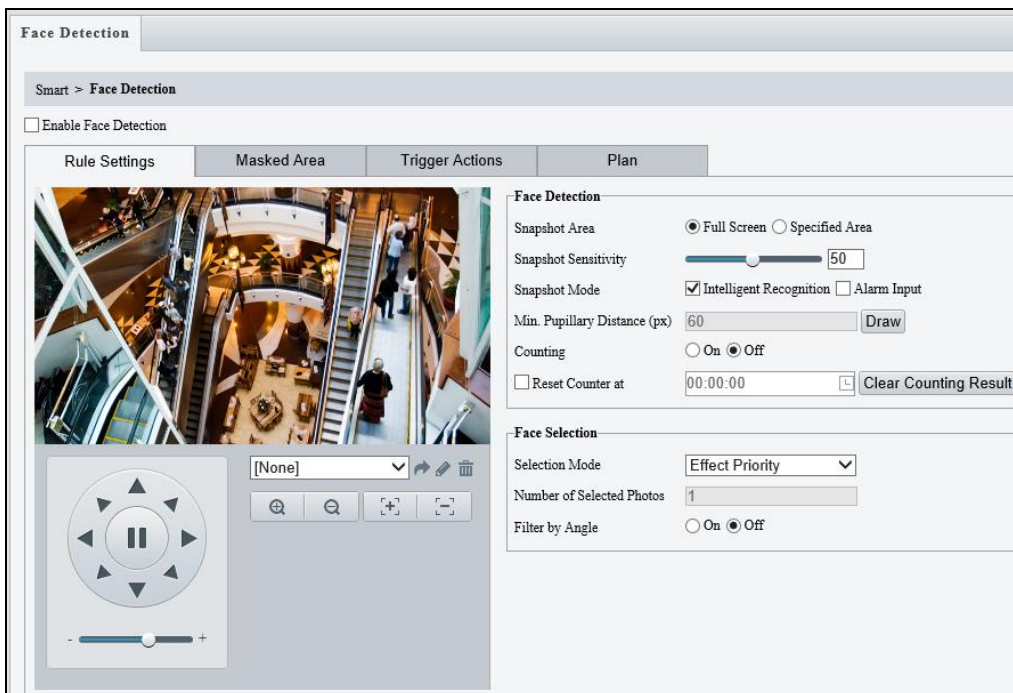 Face Detection
Smart > Face Detection
Enable Face Detection
Rule Settings Masked Area Trigger Actions Plan
Face Detection
Snapshot Area Full Screen Specified Area
Snapshot Sensitivity 50
Snapshot Mode Intelligent Recognition Alarm Input
Min. Pupillary Distance (px) 60 Draw
Counting On Off
Reset Counter at 00:00:00 Clear Counting Result
Face Selection
[None]
Selection Mode Effect Priority
Number of Selected Photos 1
Filter by Angle On Off
- +